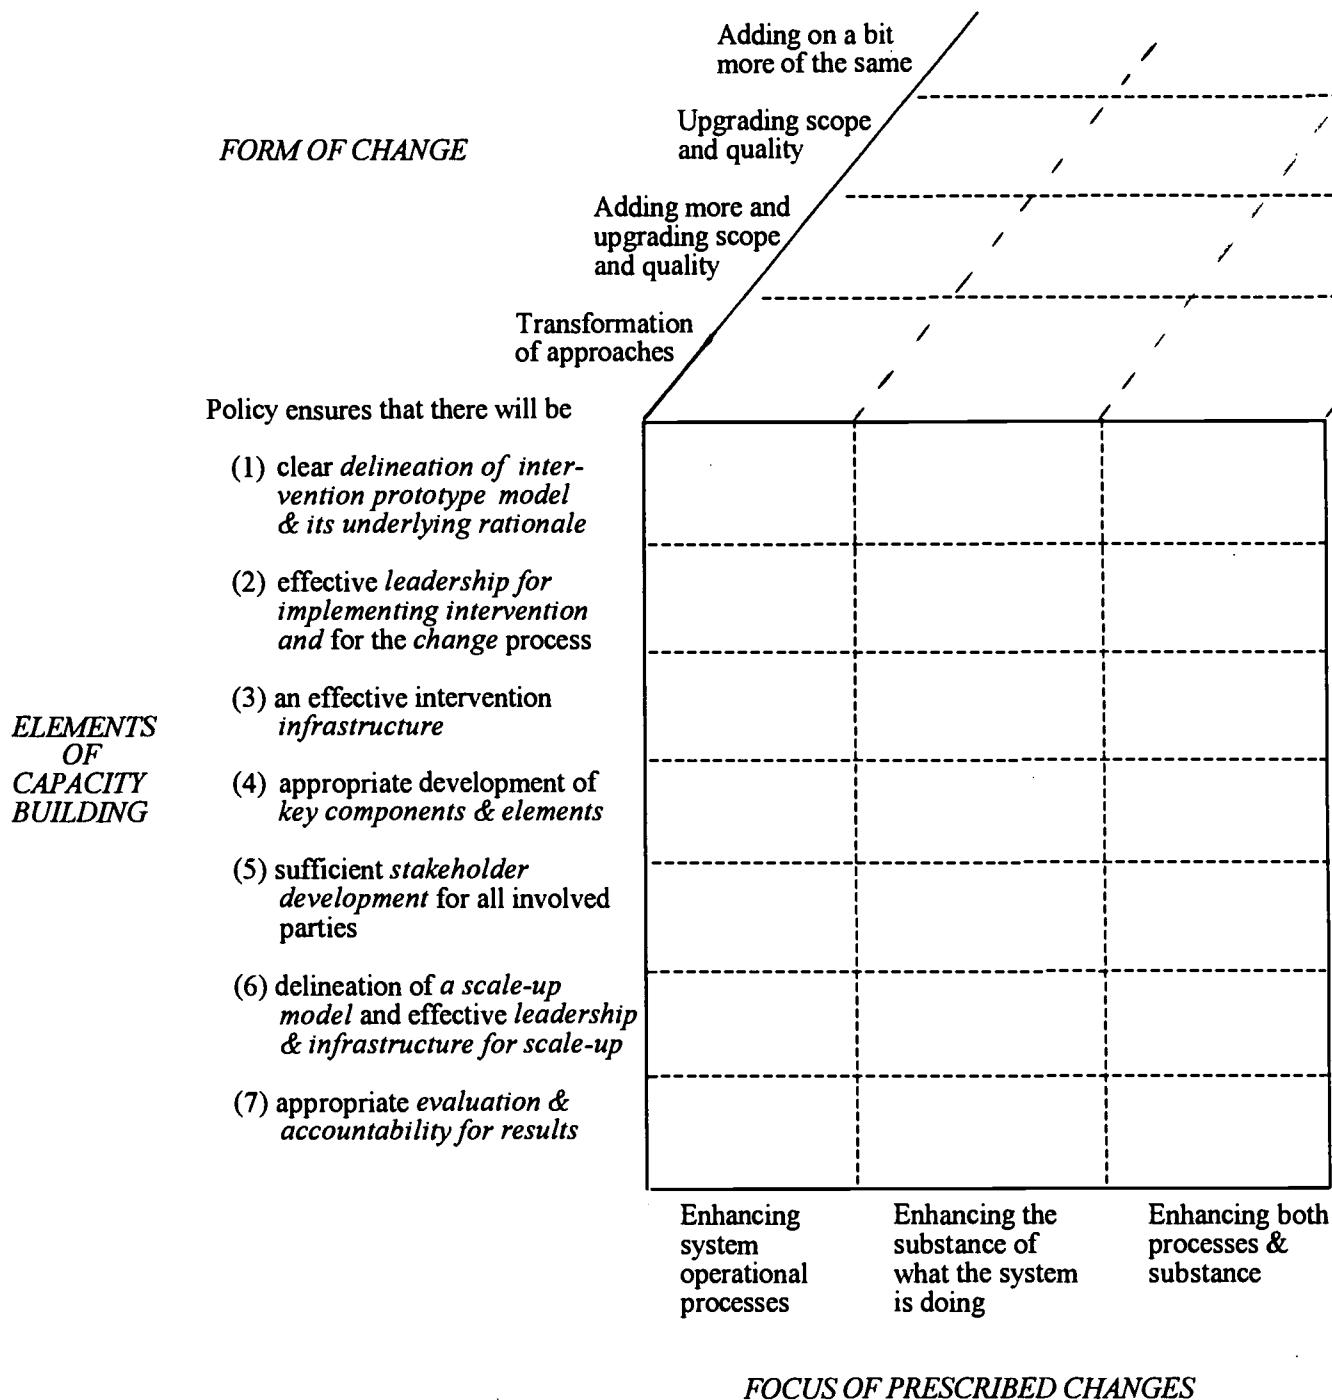 Adding on a bit
more of the same
FORM OF CHANGE
Upgrading scope
and quality
Adding more and
upgrading scope
and quality
Transformation
of approaches
Policy ensures that there will be
(1) clear delineation of inter-
vention prototype model
& its underlying rationale
(2) effective leadership for
implementing intervention
and for the change process
(3) an effective intervention
infrastructure
ELEMENTS
OF
CAPACITY
BUILDING
(4) appropriate development of
key components & elements
(5) sufficient stakeholder
development for all involved
parties
(6) delineation of a scale-up
model and effective leadership
& infrastructure for scale-up
(7) appropriate evaluation &
accountability for results
Enhancing
system
operational
processes
Enhancing the
substance of
what the system
is doing
Enhancing both
processes &
substance
FOCUS OF PRESCRIBED CHANGES